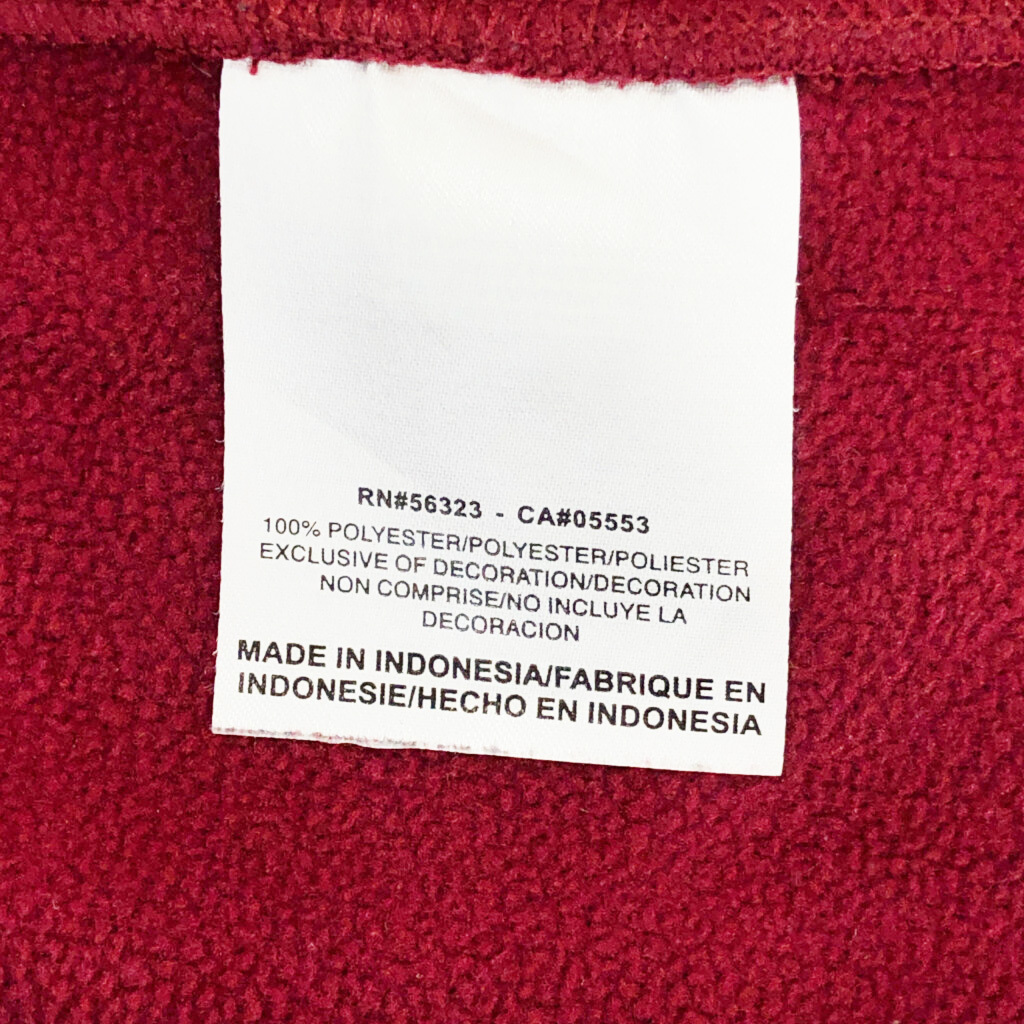 RN#56323 - CA#05553
100% POLYESTER/POLYESTER/POLIESTER
EXCLUSIVE OF DECORATION/DECORATION
NON COMPRISE/NO INCLUYE LA
DECORACION
MADE IN INDONESIA/FABRIQUE EN
INDONESIE/HECHO EN INDONESIA